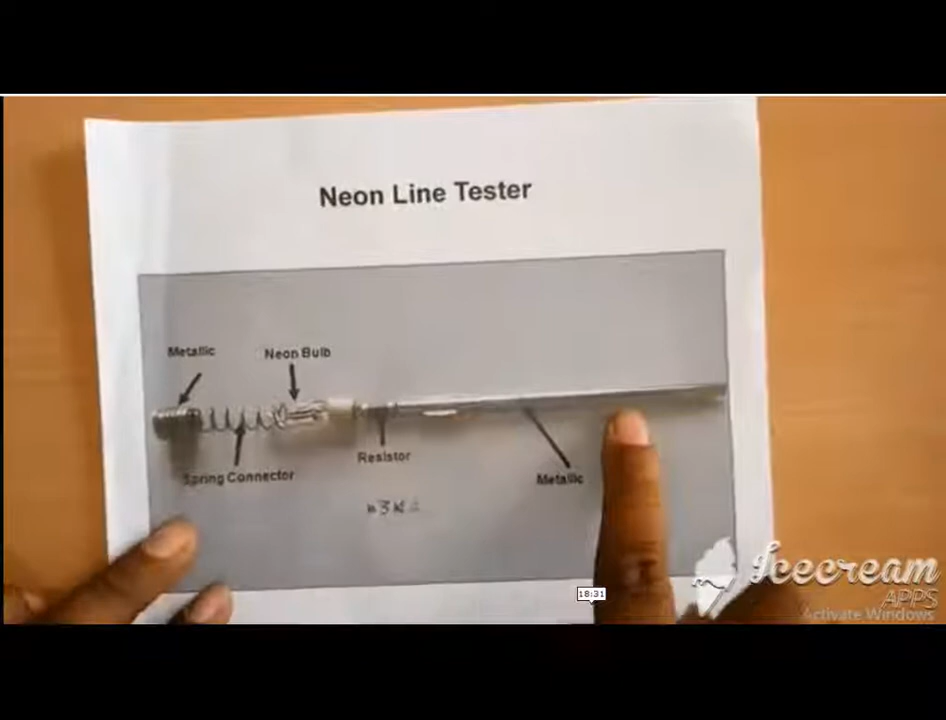 Neon Line Tester
Metallic
Neon Bulb
Spring Connector
Resistor
Metallic
18:31
Icecream
APPS
Activate Windows